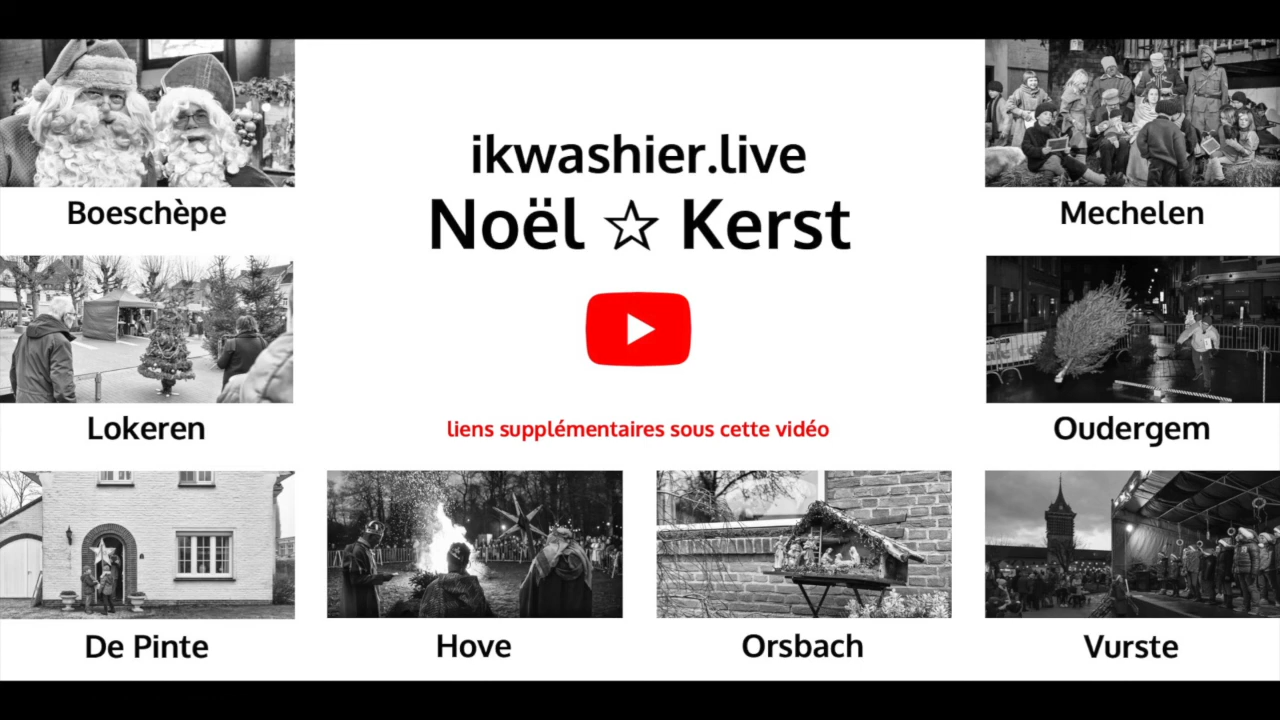 ikwashier.live
Noël ☆ Kerst
Boeschèpe
Mechelen
Lokeren
liens supplémentaires sous cette vidéo
Oudergem
De Pinte
Hove
Orsbach
Vurste